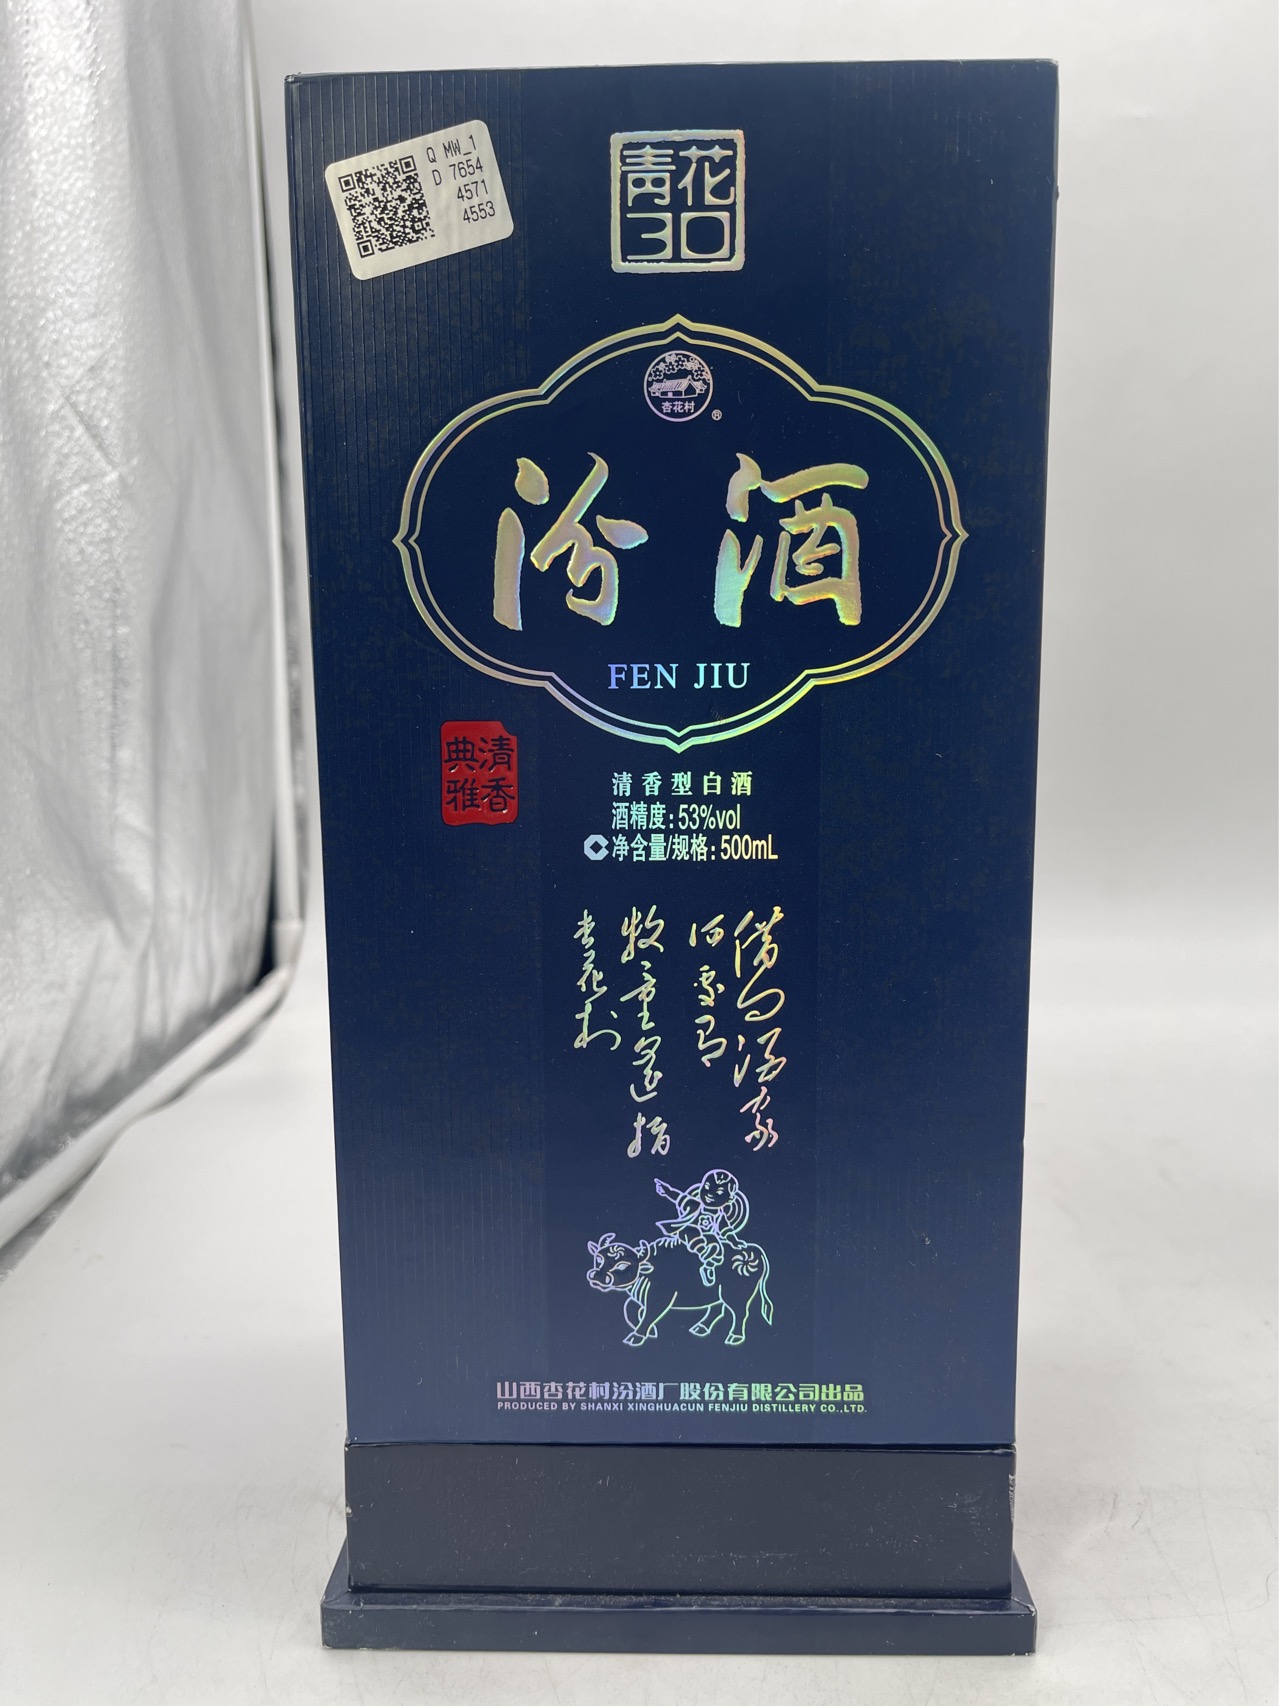 Q MW_1
D 7654
4571
4553
青花
30
杏花村
®
汾酒
FEN JIU
清香
典雅
清香型白酒
酒精度:53%vol
C净含量/规格:500mL
借问酒家
何处有
牧童遥指
杏花村
山西杏花村汾酒厂股份有限公司出品
PRODUCED BY SHANXI XINGHUACUN FENJIU DISTILLERY CO.,LTD.